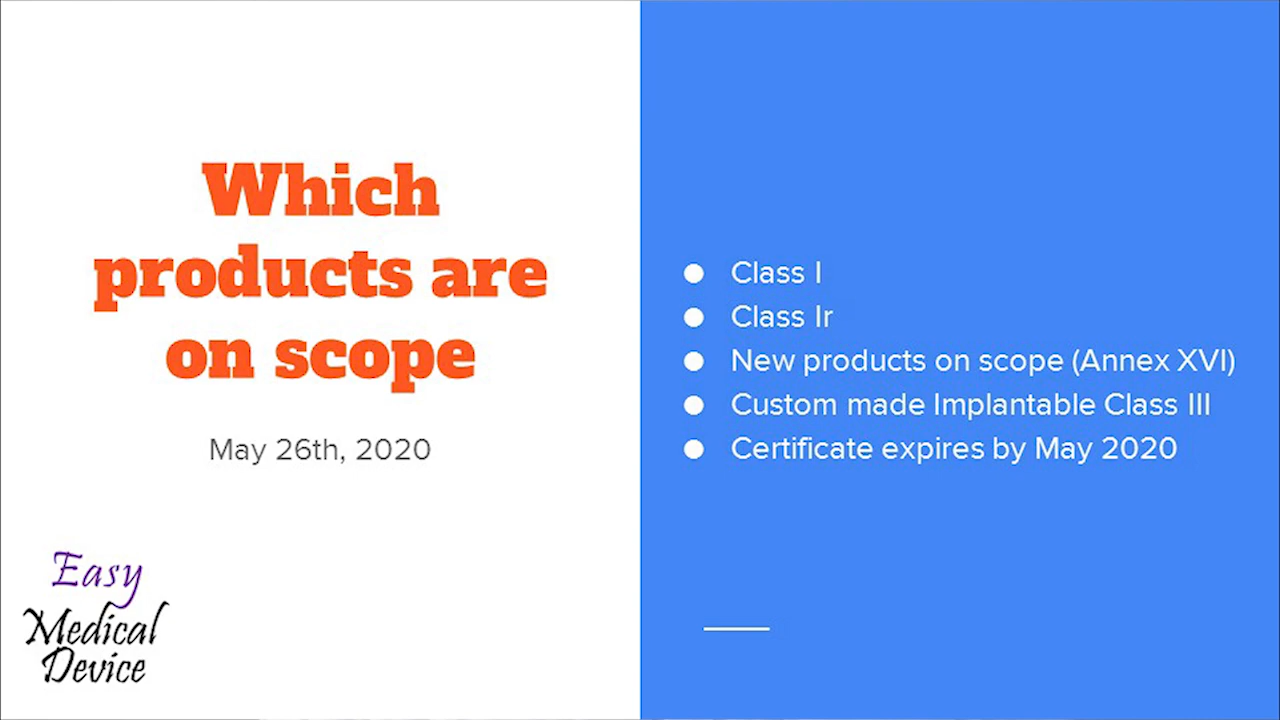 Which
products are
on scope
May 26th, 2020
Easy
Medical
Device
Class I
Class Ir
New products on scope (Annex XVI)
Custom made Implantable Class III
Certificate expires by May 2020